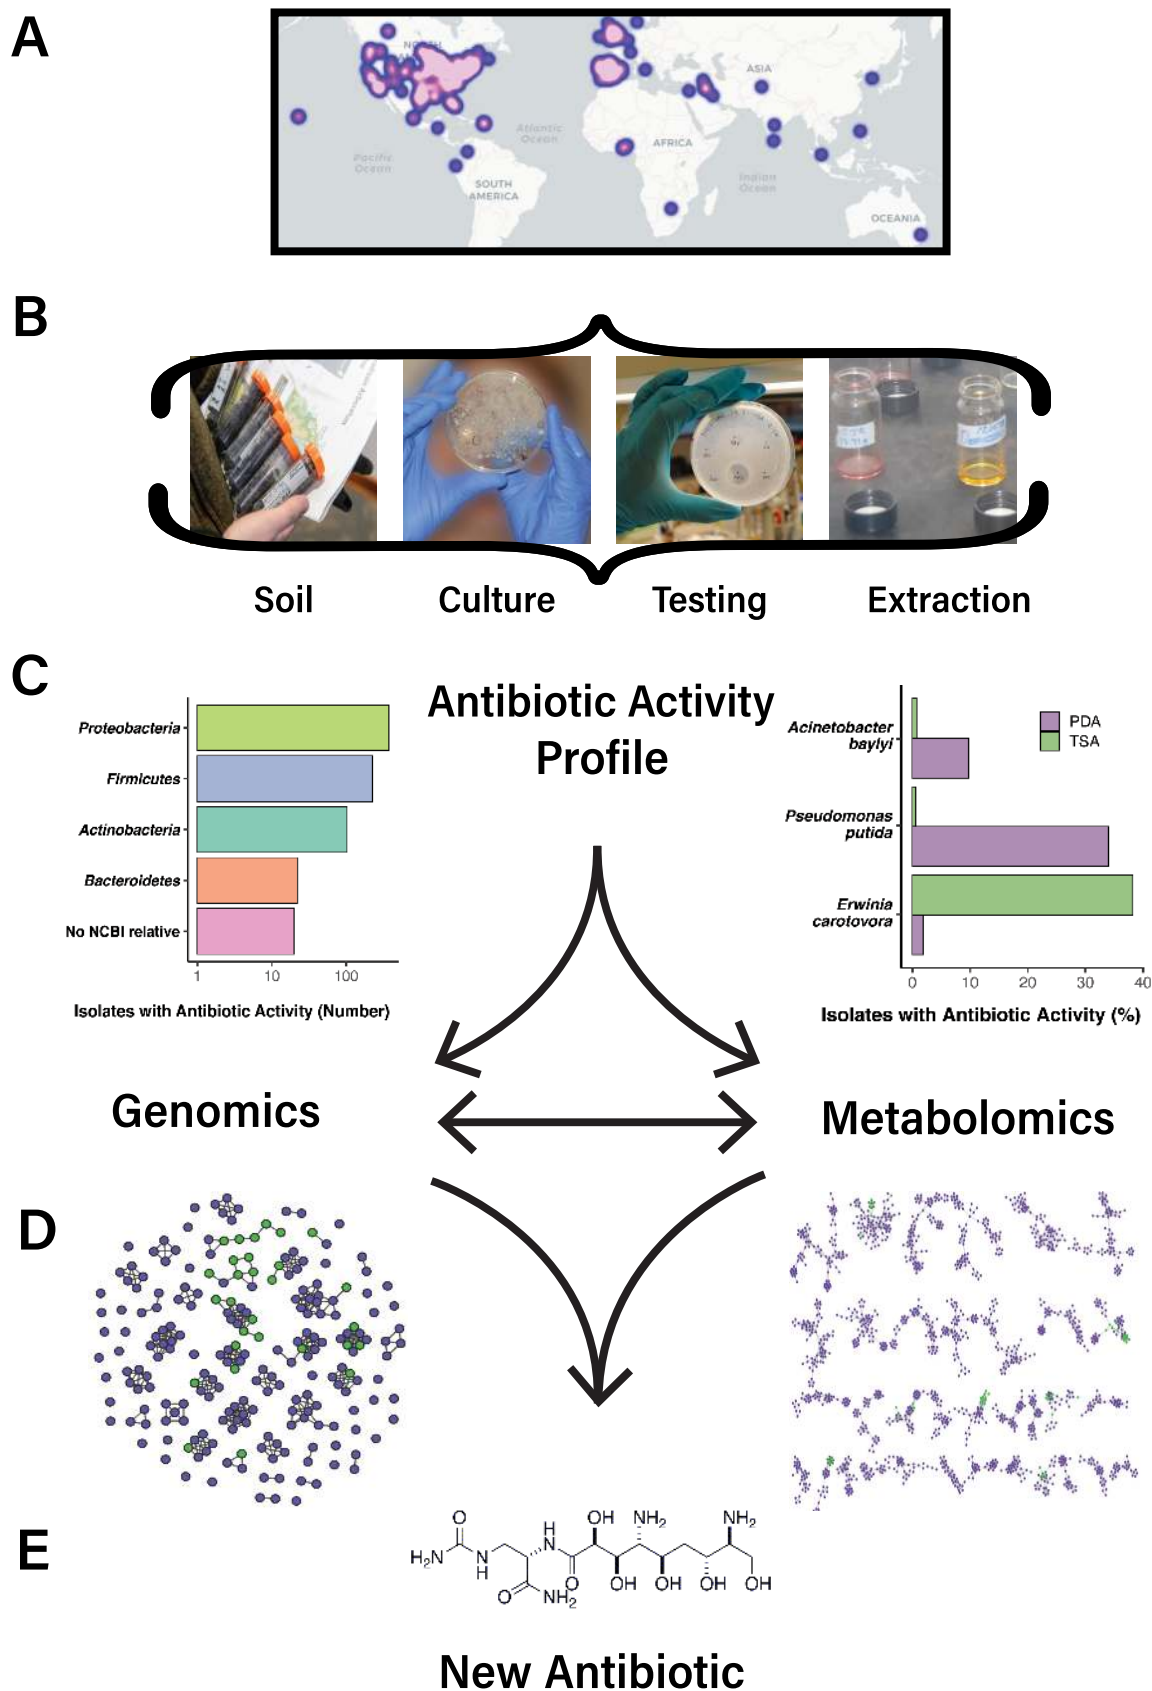 A
NORTH
ASIA
Atlantic
Ocean
AFRICA
Pacific
Ocean
Indian
Ocean
SOUTH
AMERICA
OCEANIA
B
Soil
Culture
Testing
Extraction
C
Antibiotic Activity
Profile
Proteobacteria
Firmicutes
Actinobacteria
Bacteroidetes
No NCBI relative
1 10 100
Isolates with Antibiotic Activity (Number)
PDA
TSA
Acinetobacter
baylyi
Pseudomonas
putida
Erwinia
carotovora
0 10 20 30 40
Isolates with Antibiotic Activity (%)
Genomics
Metabolomics
D
E
O
H₂N
N
H
O
NH₂
H
N
O
OH
OH
NH₂
OH
OH
NH₂
OH
New Antibiotic